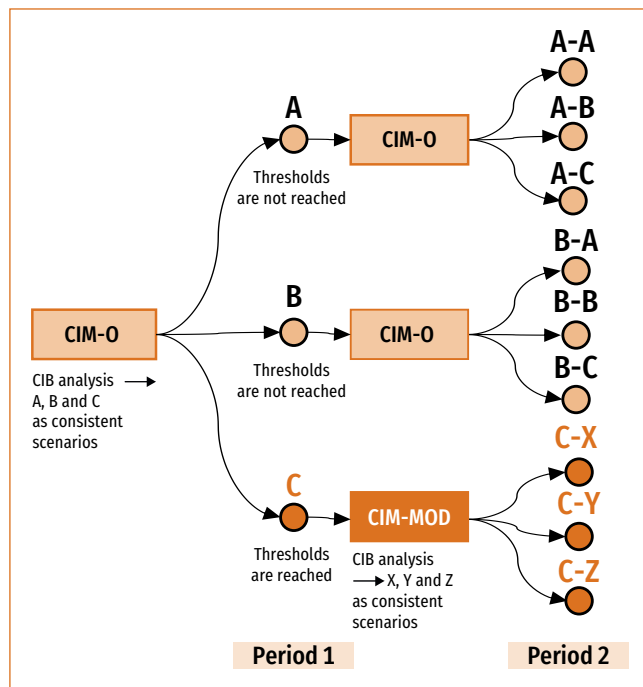 A-A
A
A-B
CIM-O
Thresholds
are not reached
A-C
B-A
B
B-B
CIM-O
CIM-O
Thresholds
are not reached
B-C
CIB analysis →
A, B and C
as consistent
scenarios
C-X
C
C-Y
CIM-MOD
Thresholds
are reached
CIB analysis
→ X, Y and Z
as consistent
scenarios
C-Z
Period 1
Period 2